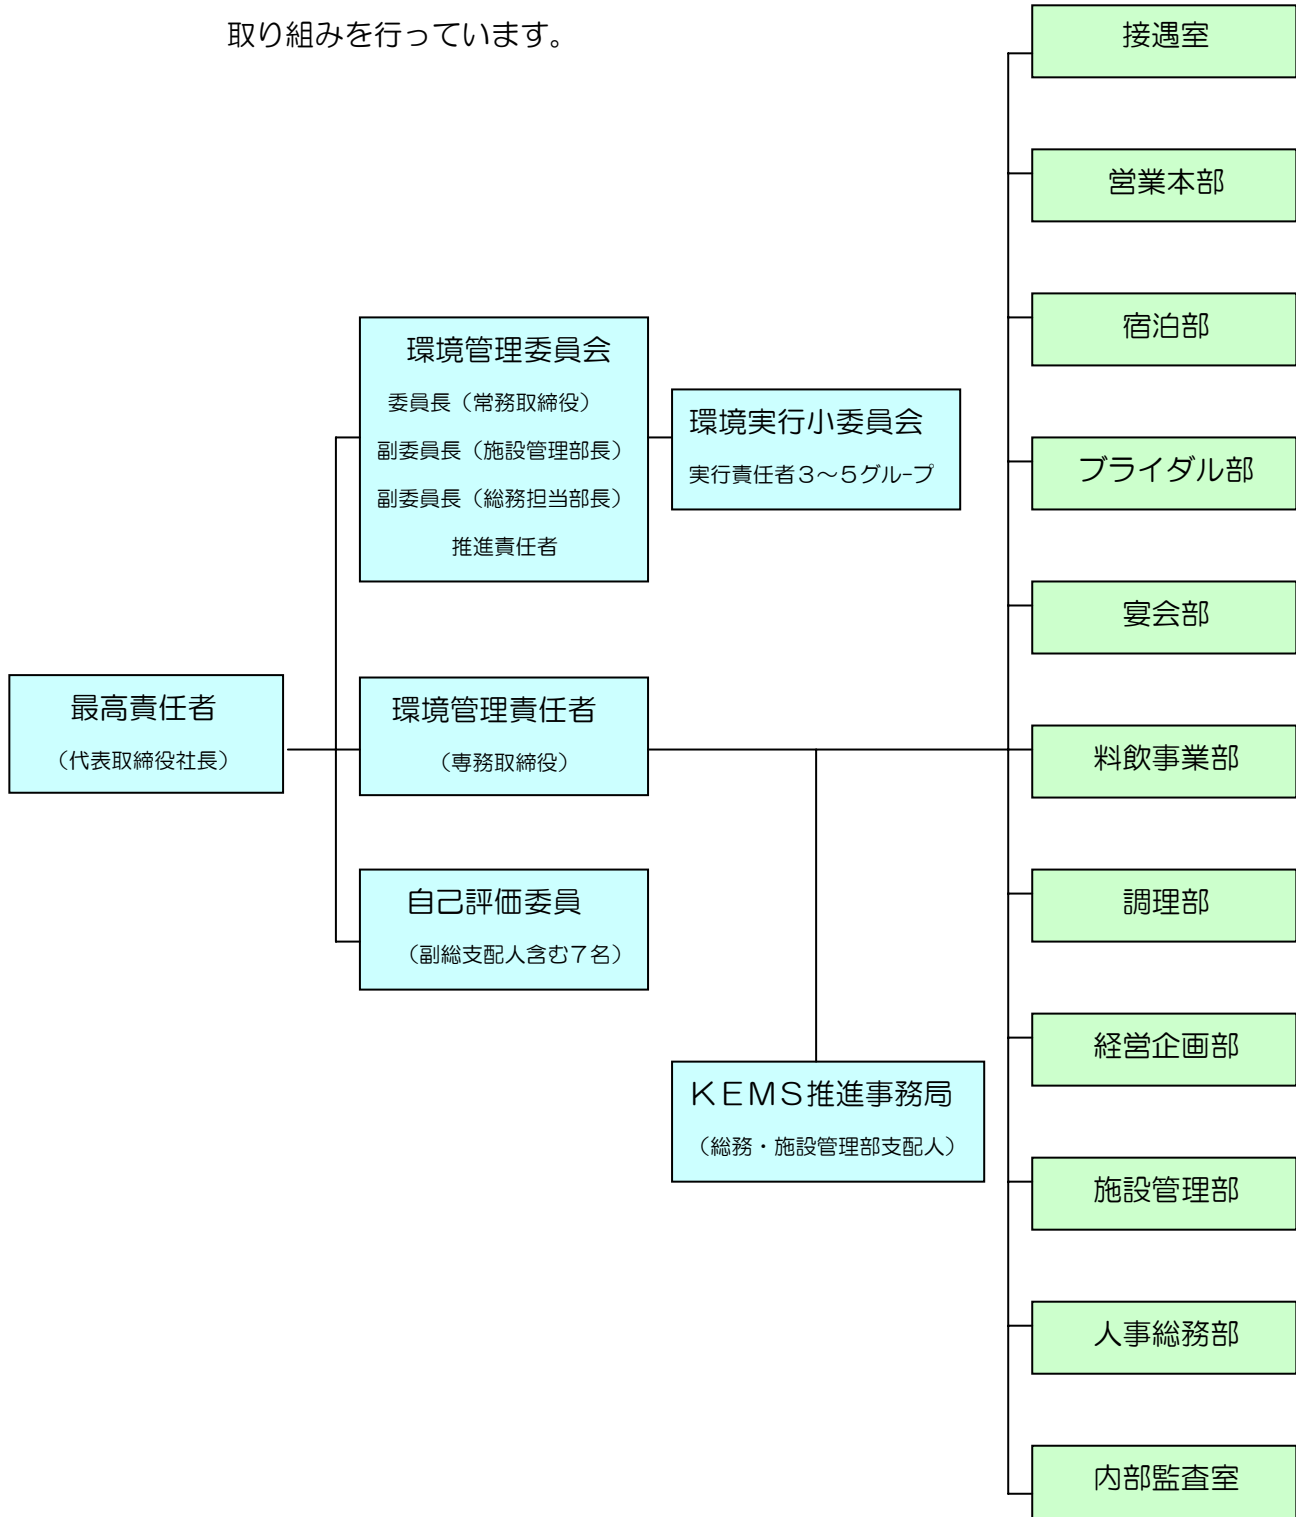 取り組みを行っています。
最高責任者
（代表取締役社長）
環境管理委員会
委員長（常務取締役）
副委員長（施設管理部長）
副委員長（総務担当部長）
推進責任者
環境実行小委員会
実行責任者３～５グループ
環境管理責任者
（専務取締役）
自己評価委員
（副総支配人含む７名）
ＫＥＭＳ推進事務局
（総務・施設管理部支配人）
接遇室
営業本部
宿泊部
ブライダル部
宴会部
料飲事業部
調理部
経営企画部
施設管理部
人事総務部
内部監査室